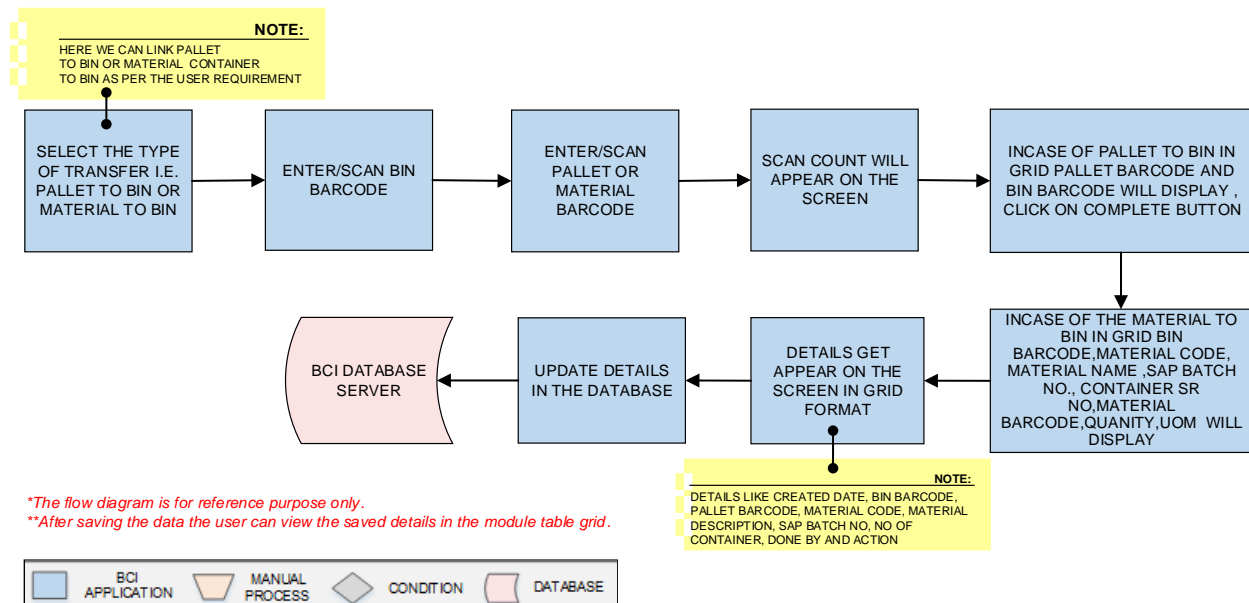 NOTE:
HERE WE CAN LINK PALLET
TO BIN OR MATERIAL CONTAINER
TO BIN AS PER THE USER REQUIREMENT
SELECT THE TYPE
OF TRANSFER I.E.
PALLET TO BIN OR
MATERIAL TO BIN
ENTER/SCAN BIN
BARCODE
ENTER/SCAN
PALLET OR
MATERIAL
BARCODE
SCAN COUNT WILL
APPEAR ON THE
SCREEN
INCASE OF PALLET TO BIN IN
GRID PALLET BARCODE AND
BIN BARCODE WILL DISPLAY ,
CLICK ON COMPLETE BUTTON
INCASE OF THE MATERIAL TO
BIN IN GRID BIN
BARCODE,MATERIAL CODE,
MATERIAL NAME ,SAP BATCH
NO., CONTAINER SR
NO,MATERIAL
BARCODE,QUANITY,UOM WILL
DISPLAY
DETAILS GET
APPEAR ON THE
SCREEN IN GRID
FORMAT
UPDATE DETAILS
IN THE DATABASE
BCI DATABASE
SERVER
NOTE:
DETAILS LIKE CREATED DATE, BIN BARCODE,
PALLET BARCODE, MATERIAL CODE, MATERIAL
DESCRIPTION, SAP BATCH NO, NO OF
CONTAINER, DONE BY AND ACTION
*The flow diagram is for reference purpose only.
**After saving the data the user can view the saved details in the module table grid.
BCI
APPLICATION
MANUAL
PROCESS
CONDITION
DATABASE